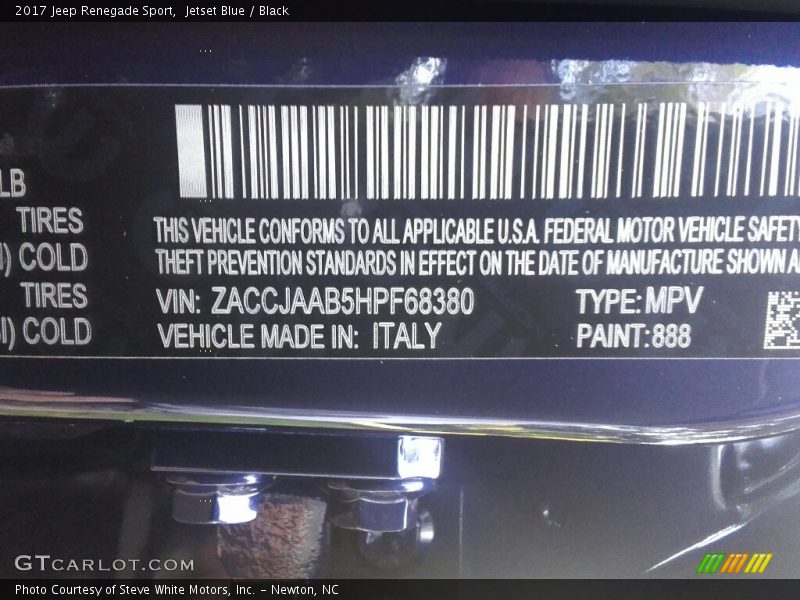 2017 Jeep Renegade Sport,  Jetset Blue / Black
LB
TIRES
I) COLD
TIRES
SI) COLD
THIS VEHICLE CONFORMS TO ALL APPLICABLE U.S.A. FEDERAL MOTOR VEHICLE SAFETY
THEFT PREVENTION STANDARDS IN EFFECT ON THE DATE OF MANUFACTURE SHOWN A
VIN: ZACCJAAB5HPF68380 TYPE: MPV
VEHICLE MADE IN: ITALY PAINT: 888
GTCARLOT.COM
Photo Courtesy of Steve White Motors, Inc. – Newton, NC